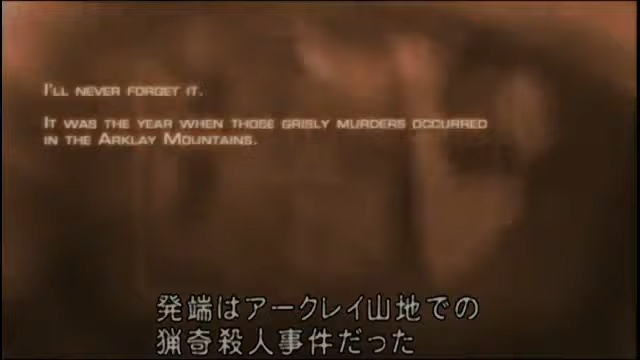 I'LL NEVER FORGET IT.
IT WAS THE YEAR WHEN THOSE GRISLY MURDERS OCCURRED
IN THE ARKLAY MOUNTAINS.
発端はアークレイ山地での
猟奇殺人事件だった